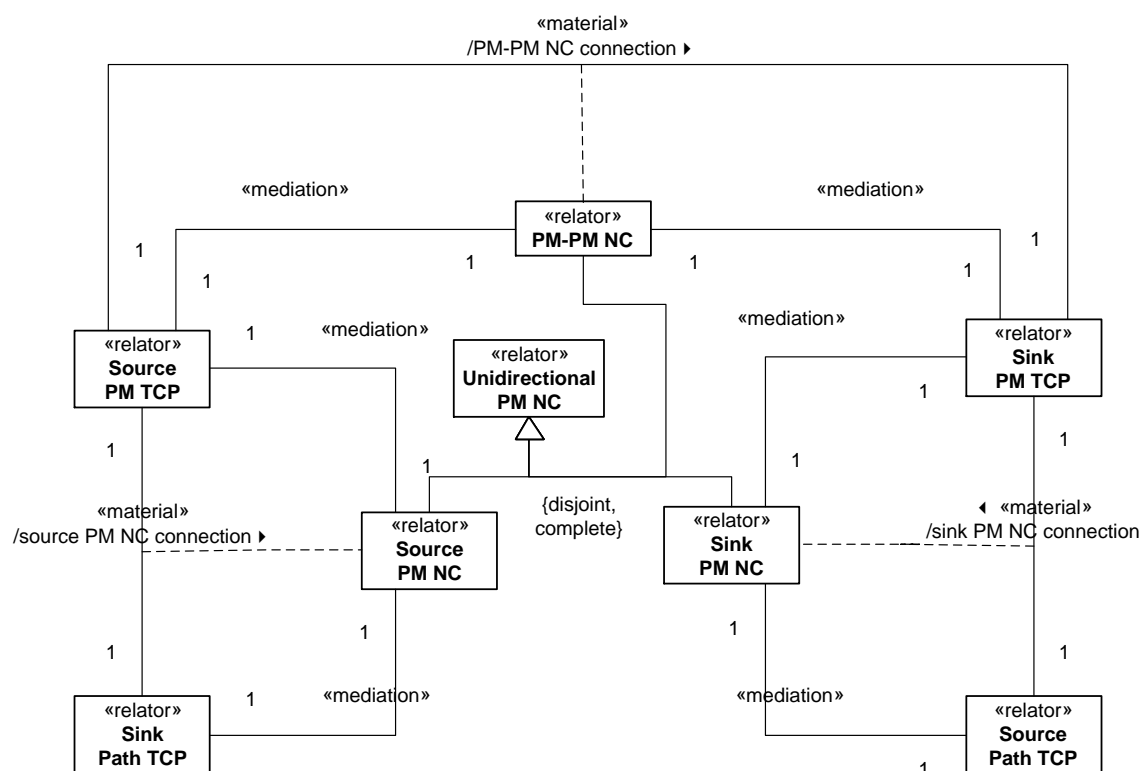 «material»
/PM-PM NC connection ▶
«mediation»
«mediation»
«relator»
PM-PM NC
1
1
1
1
1
1
1
«mediation»
«mediation»
«relator»
Source
PM TCP
«relator»
Unidirectional
PM NC
«relator»
Sink
PM TCP
1
1
1
1
1
{disjoint,
complete}
«material»
/source PM NC connection ▶
«relator»
Source
PM NC
«relator»
Sink
PM NC
◀ «material»
/sink PM NC connection
1
1
1
1
1
«mediation»
«mediation»
«relator»
Sink
Path TCP
«relator»
Source
Path TCP
1